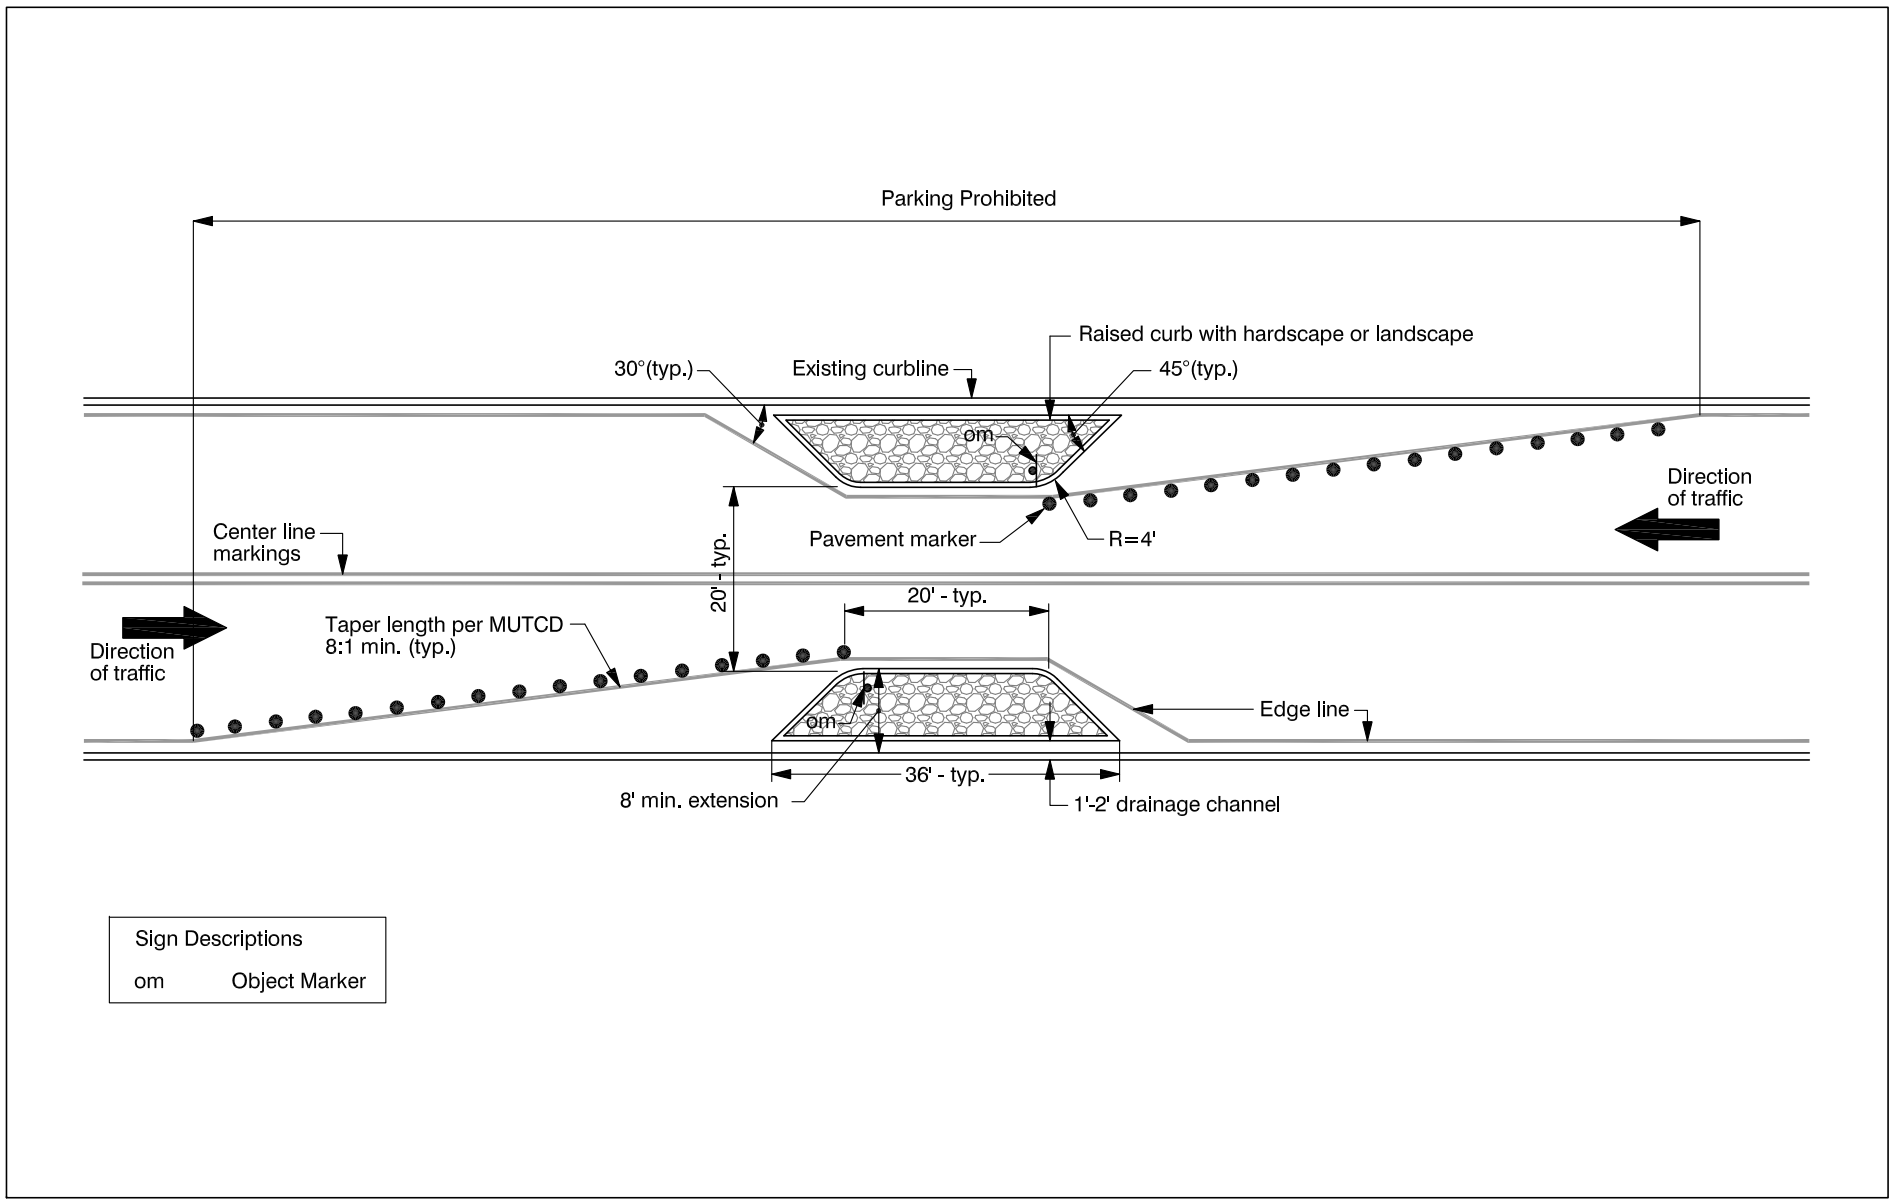 Parking Prohibited
Raised curb with hardscape or landscape
30°(typ.)
Existing curbline
45°(typ.)
om
Direction
of traffic
Center line
markings
Pavement marker
R=4'
20' - typ.
20' - typ.
Taper length per MUTCD
8:1 min. (typ.)
Direction
of traffic
om
Edge line
36' - typ.
8' min. extension
1'-2' drainage channel
Sign Descriptions
om Object Marker